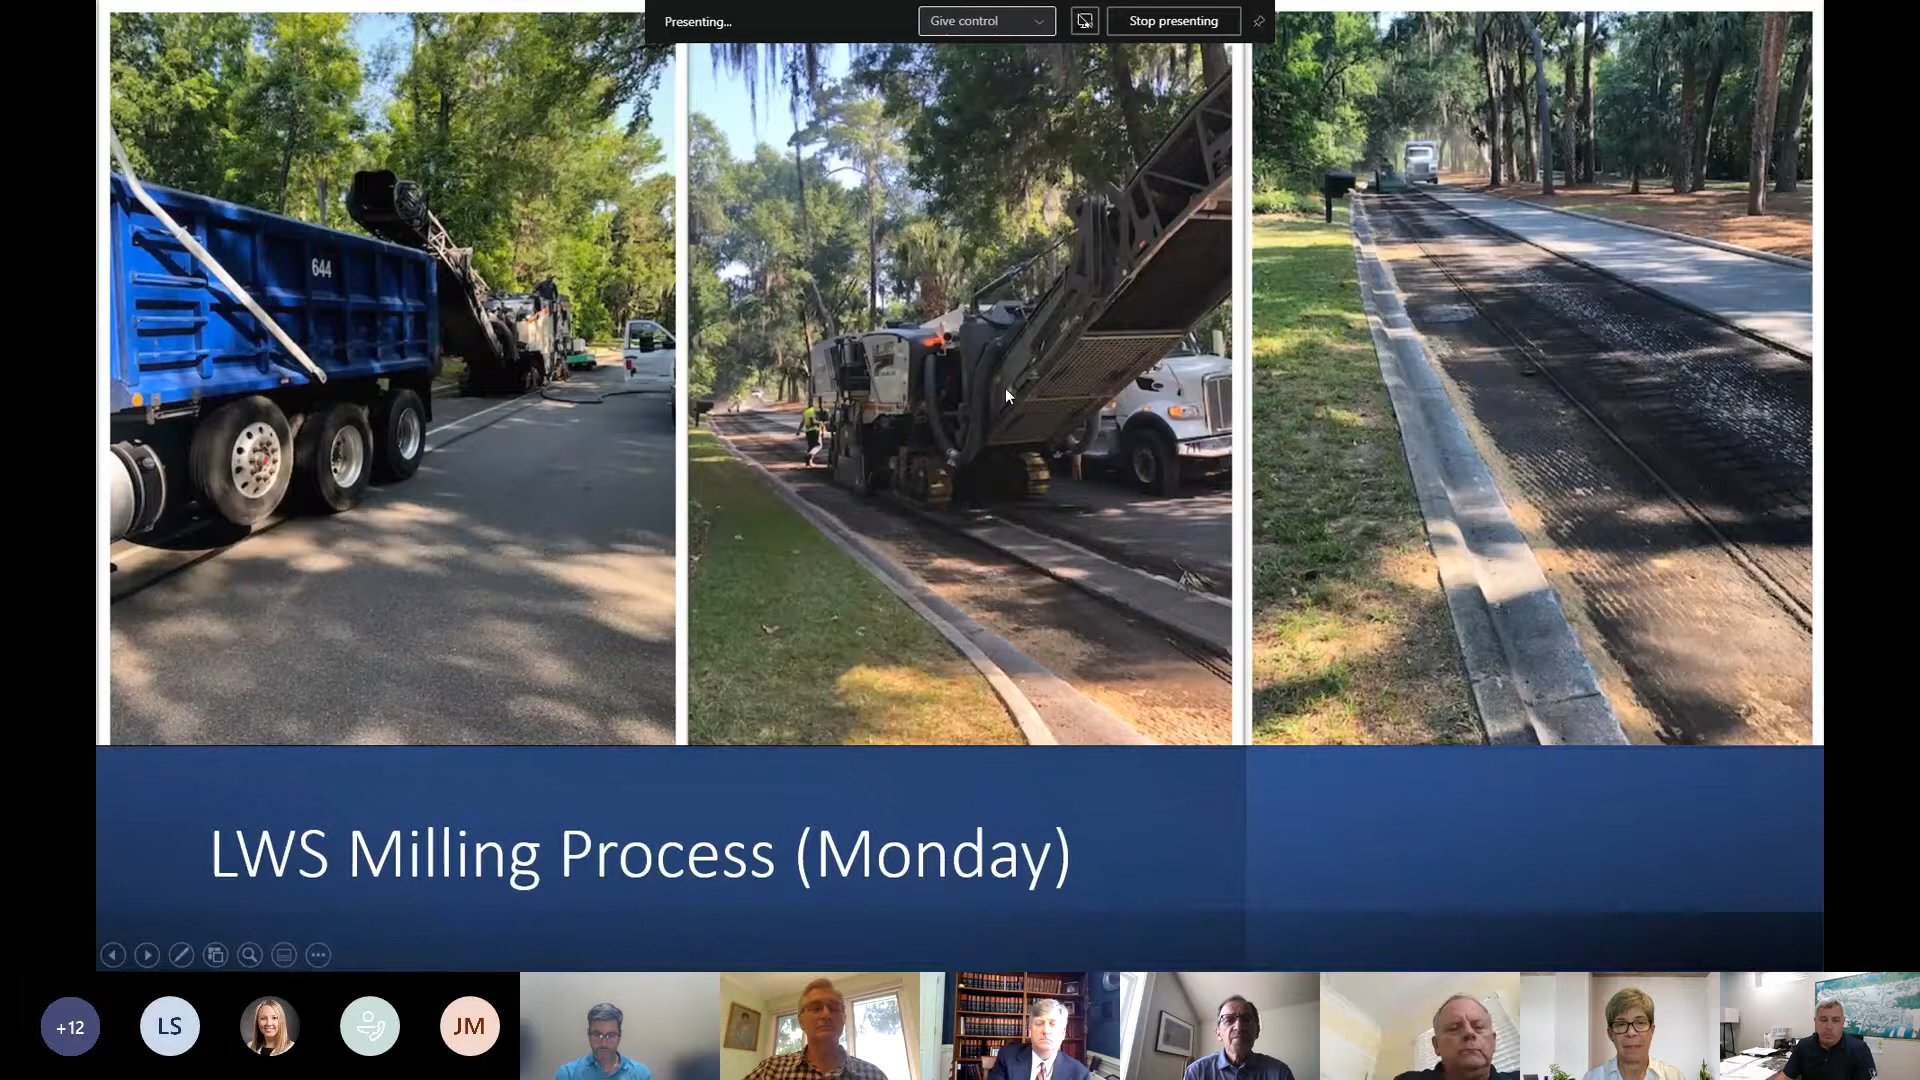 Presenting...
Give control
Stop presenting
644
LWS Milling Process (Monday)
+12
LS
JM